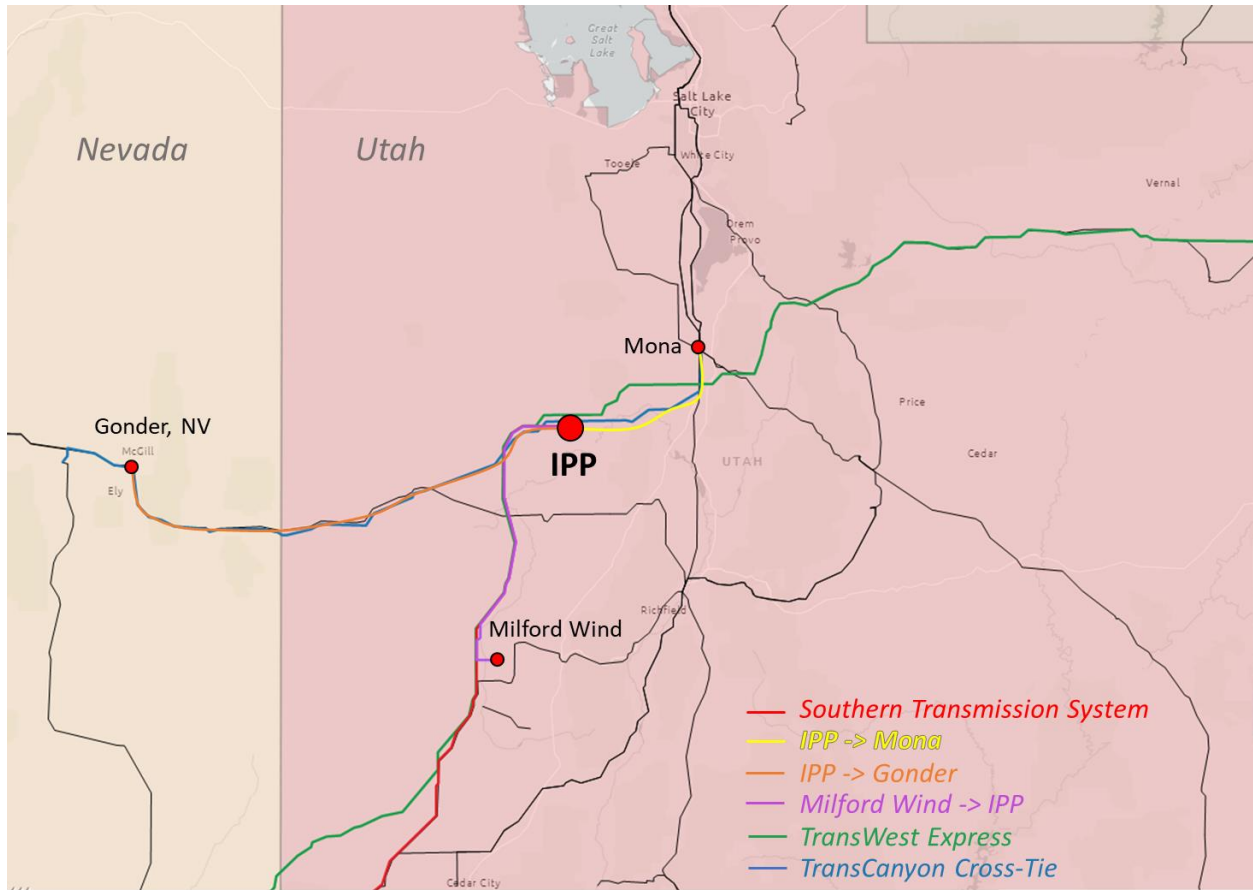 Great
Salt
Lake
Salt Lake
City
Nevada
Utah
Tooele
White City
Vernal
Orem
Provo
Mona
Price
Gonder, NV
McGill
Cedar
IPP
UTAH
Ely
Richfield
Milford Wind
Southern Transmission System
IPP -> Mona
IPP -> Gonder
Milford Wind -> IPP
TransWest Express
TransCanyon Cross-Tie
Cedar City